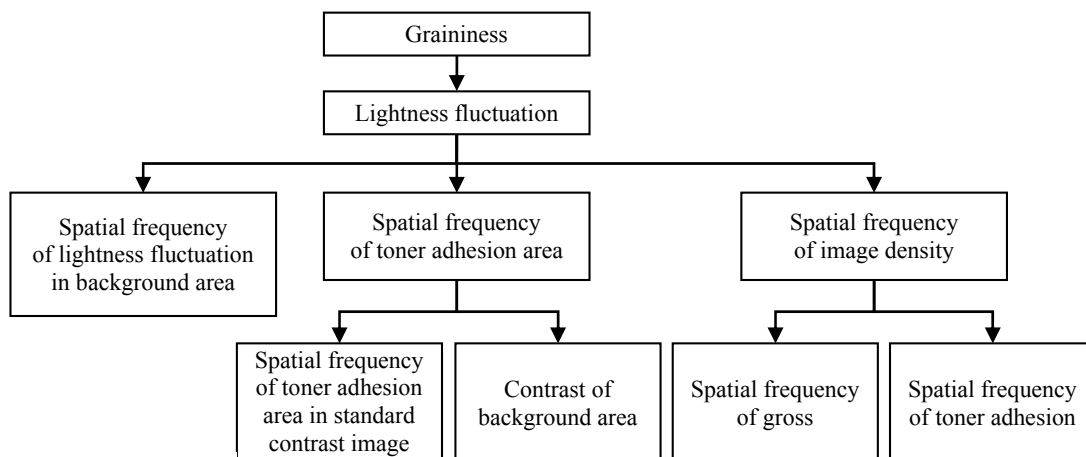 Graininess
Lightness fluctuation
Spatial frequency
of lightness fluctuation
in background area
Spatial frequency
of toner adhesion area
Spatial frequency
of image density
Spatial frequency
of toner adhesion
area in standard
contrast image
Contrast of
background area
Spatial frequency
of gross
Spatial frequency
of toner adhesion